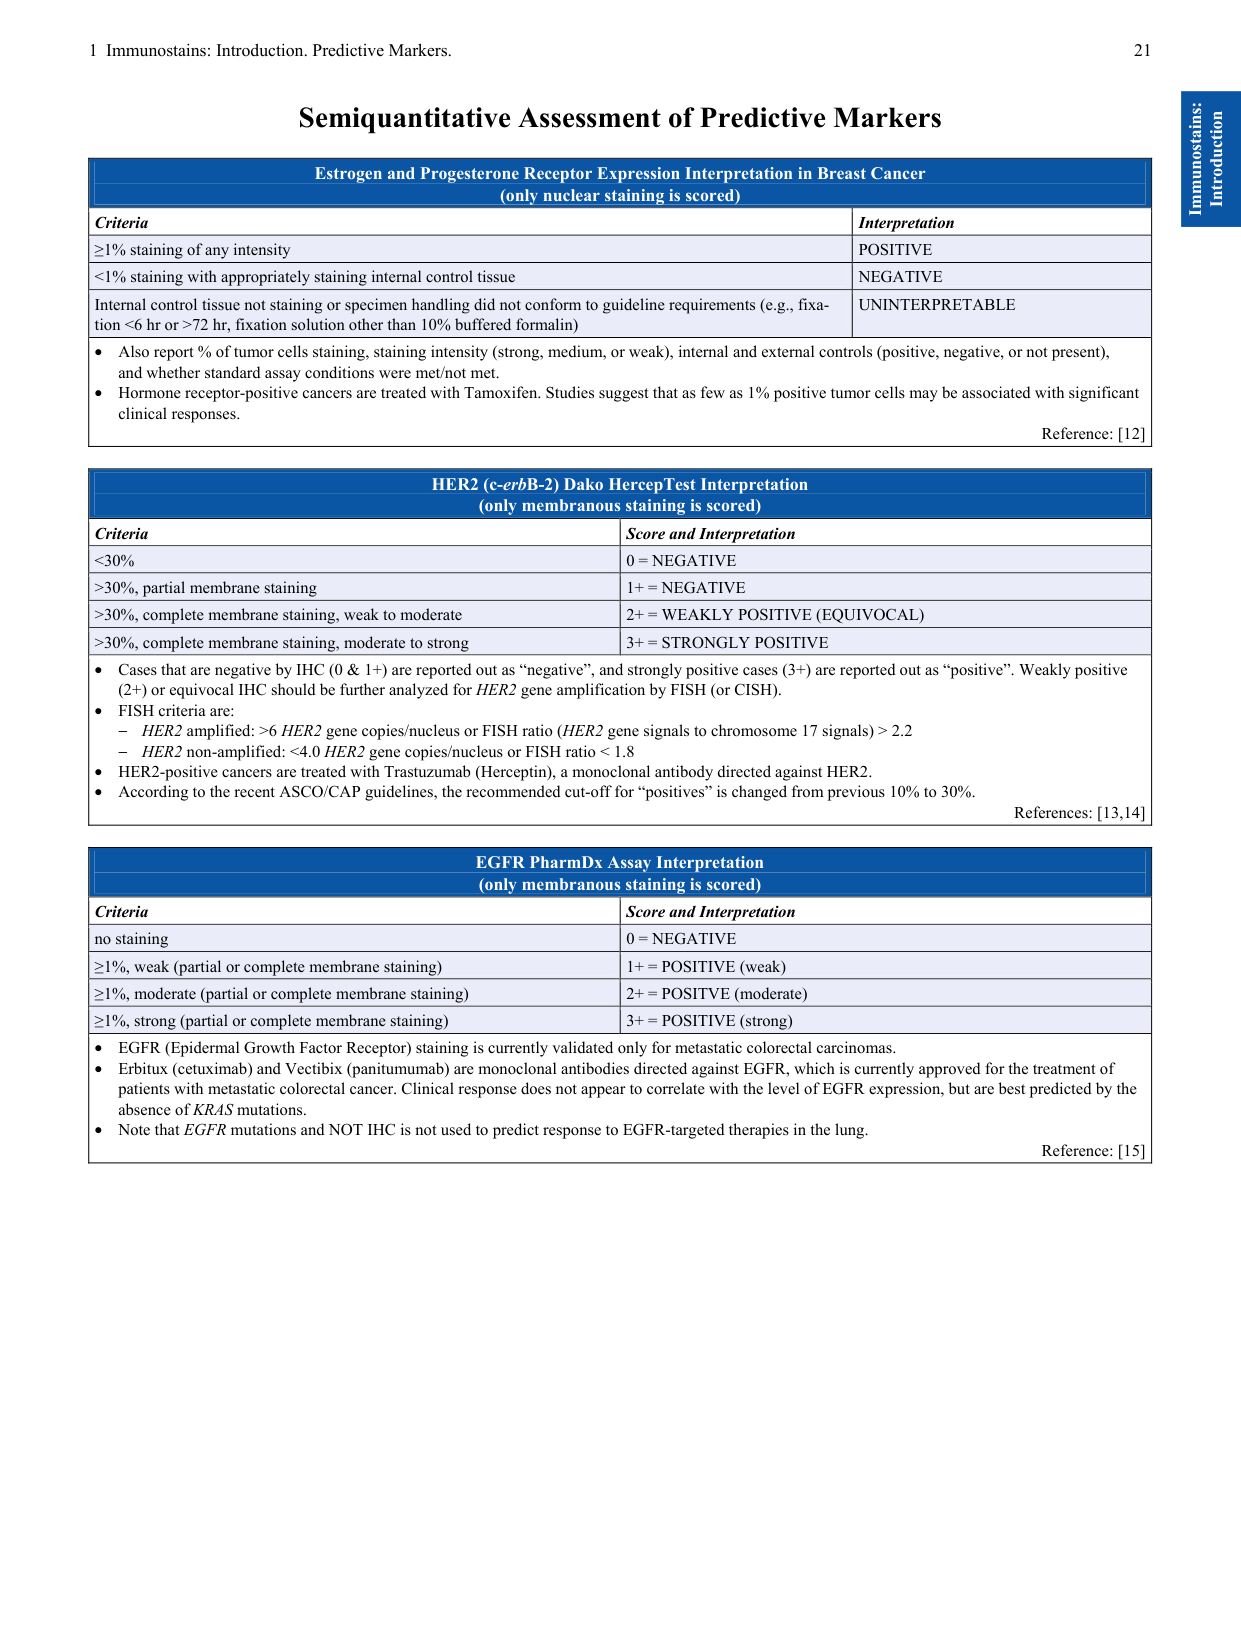 1 Immunostains: Introduction. Predictive Markers.
21
Immunostains:
Introduction
Semiquantitative Assessment of Predictive Markers
Estrogen and Progesterone Receptor Expression Interpretation in Breast Cancer
(only nuclear staining is scored)
Criteria
Interpretation
≥1% staining of any intensity
POSITIVE
<1% staining with appropriately staining internal control tissue
NEGATIVE
Internal control tissue not staining or specimen handling did not conform to guideline requirements (e.g., fixa-
tion <6 hr or >72 hr, fixation solution other than 10% buffered formalin)
UNINTERPRETABLE
• Also report % of tumor cells staining, staining intensity (strong, medium, or weak), internal and external controls (positive, negative, or not present),
and whether standard assay conditions were met/not met.
• Hormone receptor-positive cancers are treated with Tamoxifen. Studies suggest that as few as 1% positive tumor cells may be associated with significant
clinical responses.
Reference: [12]
HER2 (c-erbB-2) Dako HercepTest Interpretation
(only membranous staining is scored)
Criteria
Score and Interpretation
<30%
0 = NEGATIVE
>30%, partial membrane staining
1+ = NEGATIVE
>30%, complete membrane staining, weak to moderate
2+ = WEAKLY POSITIVE (EQUIVOCAL)
>30%, complete membrane staining, moderate to strong
3+ = STRONGLY POSITIVE
• Cases that are negative by IHC (0 & 1+) are reported out as “negative”, and strongly positive cases (3+) are reported out as “positive”. Weakly positive
(2+) or equivocal IHC should be further analyzed for HER2 gene amplification by FISH (or CISH).
• FISH criteria are:
– HER2 amplified: >6 HER2 gene copies/nucleus or FISH ratio (HER2 gene signals to chromosome 17 signals) > 2.2
– HER2 non-amplified: <4.0 HER2 gene copies/nucleus or FISH ratio < 1.8
• HER2-positive cancers are treated with Trastuzumab (Herceptin), a monoclonal antibody directed against HER2.
• According to the recent ASCO/CAP guidelines, the recommended cut-off for “positives” is changed from previous 10% to 30%.
References: [13,14]
EGFR PharmDx Assay Interpretation
(only membranous staining is scored)
Criteria
Score and Interpretation
no staining
0 = NEGATIVE
≥1%, weak (partial or complete membrane staining)
1+ = POSITIVE (weak)
≥1%, moderate (partial or complete membrane staining)
2+ = POSITVE (moderate)
≥1%, strong (partial or complete membrane staining)
3+ = POSITIVE (strong)
• EGFR (Epidermal Growth Factor Receptor) staining is currently validated only for metastatic colorectal carcinomas.
• Erbitux (cetuximab) and Vectibix (panitumumab) are monoclonal antibodies directed against EGFR, which is currently approved for the treatment of
patients with metastatic colorectal cancer. Clinical response does not appear to correlate with the level of EGFR expression, but are best predicted by the
absence of KRAS mutations.
• Note that EGFR mutations and NOT IHC is not used to predict response to EGFR-targeted therapies in the lung.
Reference: [15]